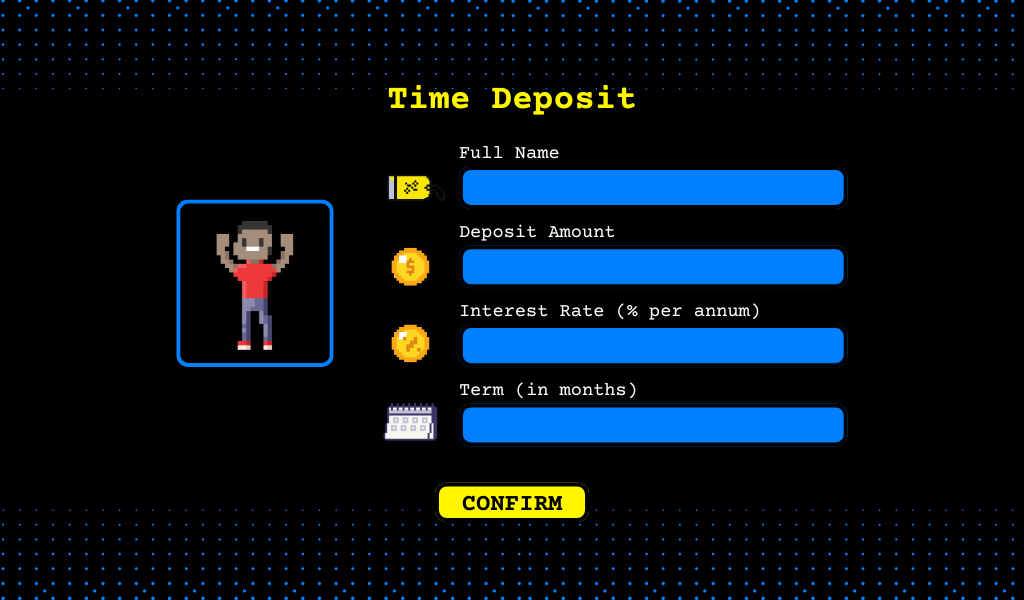 Time Deposit
Full Name
Deposit Amount
Interest Rate (% per annum)
Term (in months)
CONFIRM